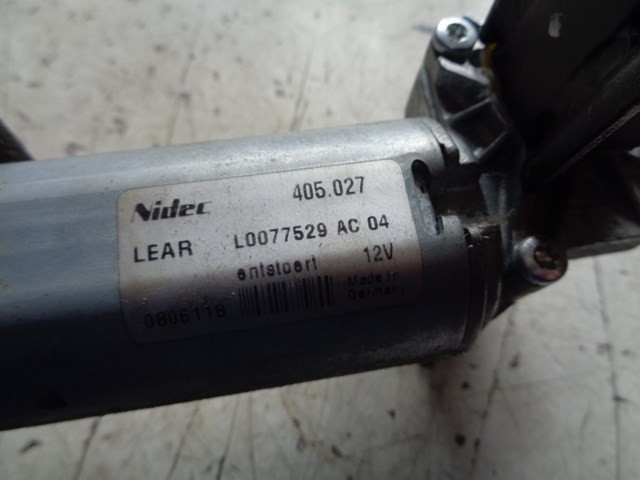 Nidec 405.027
LEAR L0077529 AC 04
entstoert 12V
0806118 Made in
Germany